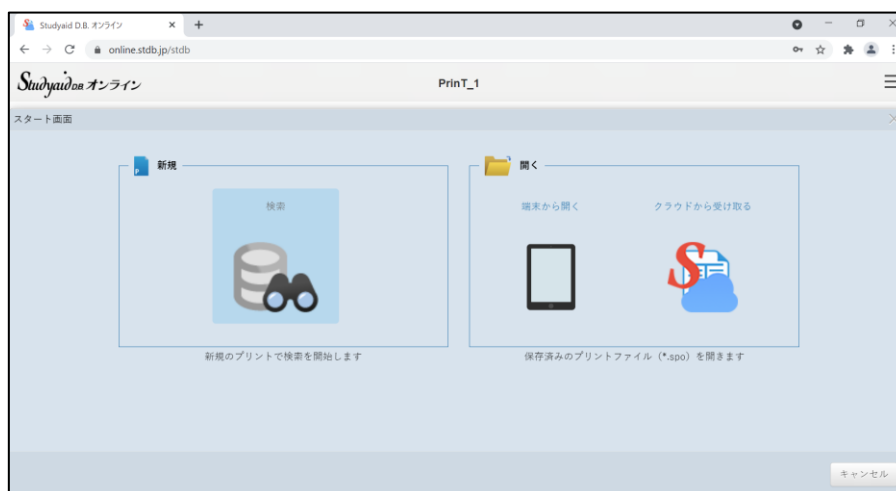 Studyaid D.B. オンライン
online.stdb.jp/stdb
Studyaid DB オンライン
PrinT_1
スタート画面
新規
検索
新規のプリントで検索を開始します
開く
端末から開く
クラウドから受け取る
保存済みのプリントファイル（*.spo）を開きます
キャンセル